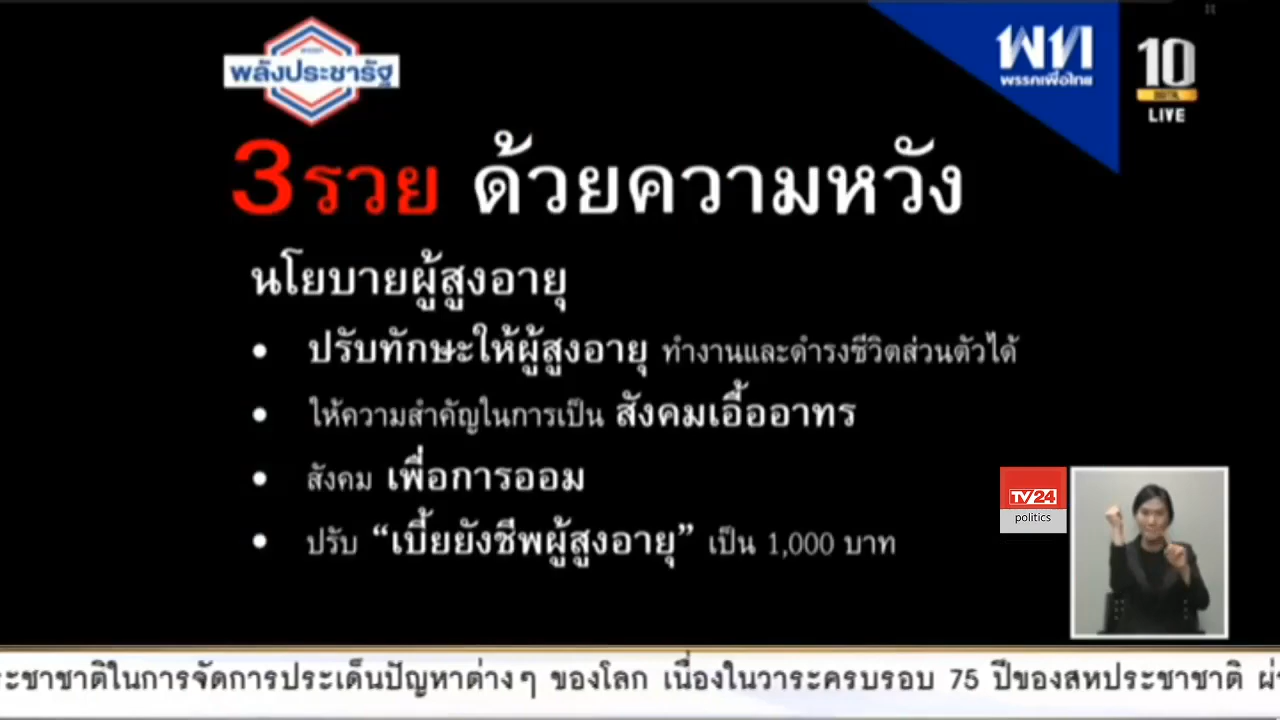 พรรค
พลังประชารัฐ
พท
พรรคเพื่อไทย
10
LIVE
3รวย ด้วยความหวัง
นโยบายผู้สูงอายุ
• ปรับทักษะให้ผู้สูงอายุ ทำงานและดำรงชีวิตส่วนตัวได้
• ให้ความสำคัญในการเป็น สังคมเอื้ออาทร
• สังคม เพื่อการออม
• ปรับ “เบี้ยยังชีพผู้สูงอายุ” เป็น 1,000 บาท
TV24
politics
ะชาชาติในการจัดการประเด็นปัญหาต่างๆ ของโลก เนื่องในวาระครบรอบ 75 ปีของสหประชาชาติ ผ่า